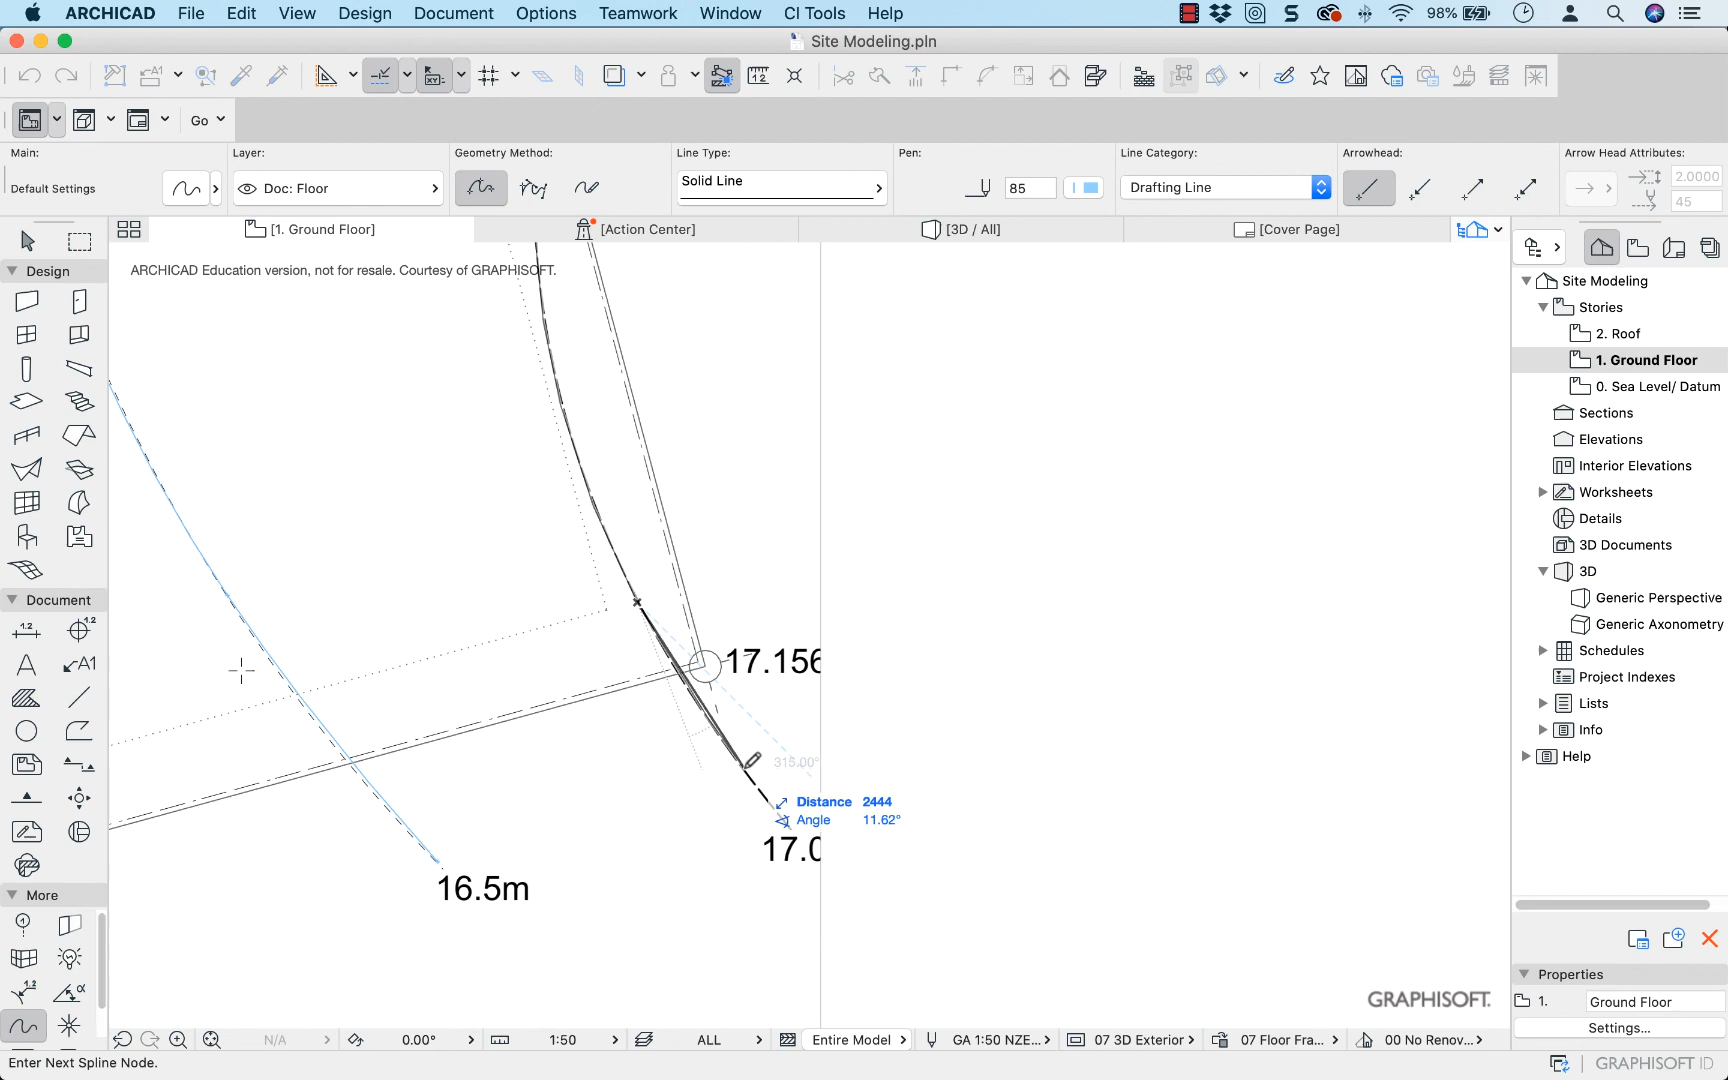 ARCHICAD File Edit View Design Document Options Teamwork Window CI Tools Help 98%
Site Modeling.pln
Go
Main: Layer: Geometry Method: Line Type: Pen: Line Category: Arrowhead: Arrow Head Attributes:
Default Settings Doc: Floor Solid Line 85 Drafting Line 2.0000
45
[1. Ground Floor] [Action Center] [3D / All] [Cover Page]
ARCHICAD Education version, not for resale. Courtesy of GRAPHISOFT.
Design
Document
More
17.156
315.00°
Distance 2444
Angle 11.62°
17.0
16.5m
GRAPHISOFT.
Site Modeling
Stories
2. Roof
1. Ground Floor
0. Sea Level/ Datum
Sections
Elevations
Interior Elevations
Worksheets
Details
3D Documents
3D
Generic Perspective
Generic Axonometry
Schedules
Project Indexes
Lists
Info
Help
Properties
1. Ground Floor
Settings...
N/A 0.00° 1:50 ALL Entire Model GA 1:50 NZE... 07 3D Exterior 07 Floor Fra... 00 No Renov...
Enter Next Spline Node.
GRAPHISOFT ID